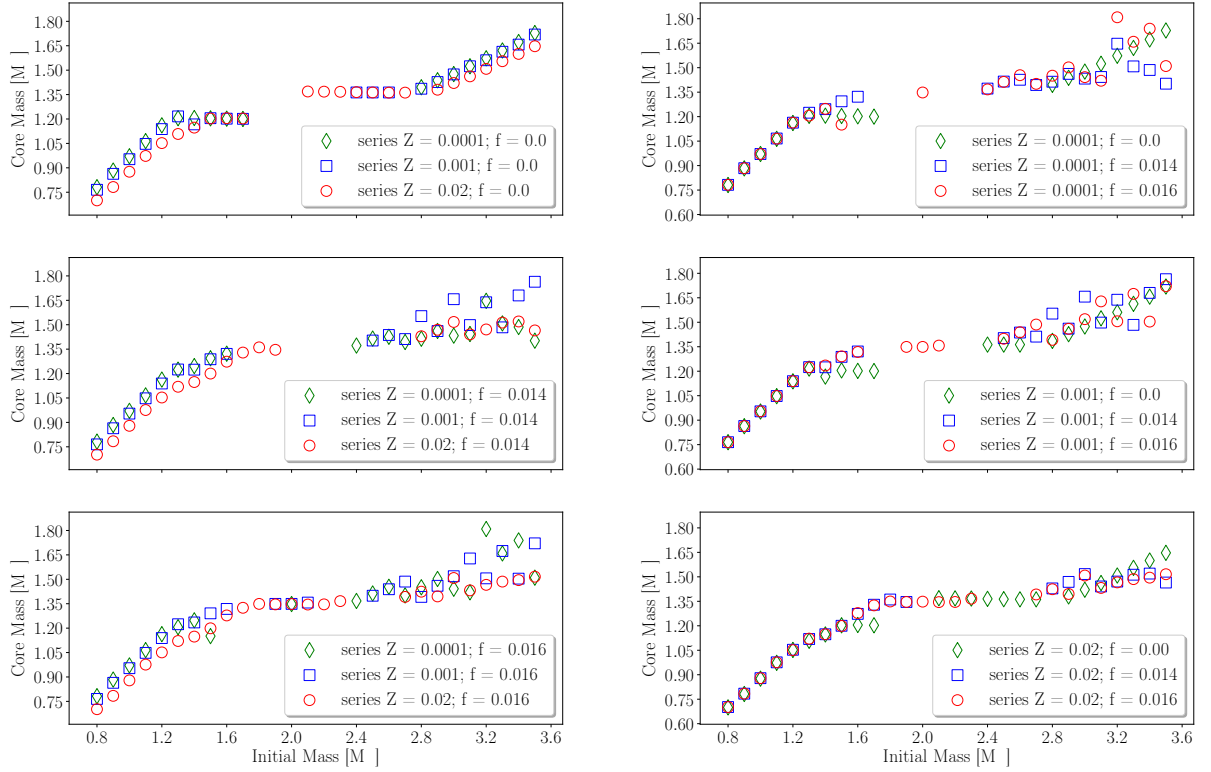 1.80
1.65
1.50
1.35
1.20
1.05
0.90
0.75
Core Mass [M ]
series Z = 0.0001; f = 0.0
series Z = 0.001; f = 0.0
series Z = 0.02; f = 0.0
1.80
1.65
1.50
1.35
1.20
1.05
0.90
0.75
0.60
Core Mass [M ]
series Z = 0.0001; f = 0.0
series Z = 0.0001; f = 0.014
series Z = 0.0001; f = 0.016
1.80
1.65
1.50
1.35
1.20
1.05
0.90
0.75
Core Mass [M ]
series Z = 0.0001; f = 0.014
series Z = 0.001; f = 0.014
series Z = 0.02; f = 0.014
1.80
1.65
1.50
1.35
1.20
1.05
0.90
0.75
0.60
Core Mass [M ]
series Z = 0.001; f = 0.0
series Z = 0.001; f = 0.014
series Z = 0.001; f = 0.016
1.80
1.65
1.50
1.35
1.20
1.05
0.90
0.75
Core Mass [M ]
series Z = 0.0001; f = 0.016
series Z = 0.001; f = 0.016
series Z = 0.02; f = 0.016
0.8 1.2 1.6 2.0 2.4 2.8 3.2 3.6
Initial Mass [M ]
1.80
1.65
1.50
1.35
1.20
1.05
0.90
0.75
0.60
Core Mass [M ]
series Z = 0.02; f = 0.00
series Z = 0.02; f = 0.014
series Z = 0.02; f = 0.016
0.8 1.2 1.6 2.0 2.4 2.8 3.2 3.6
Initial Mass [M ]